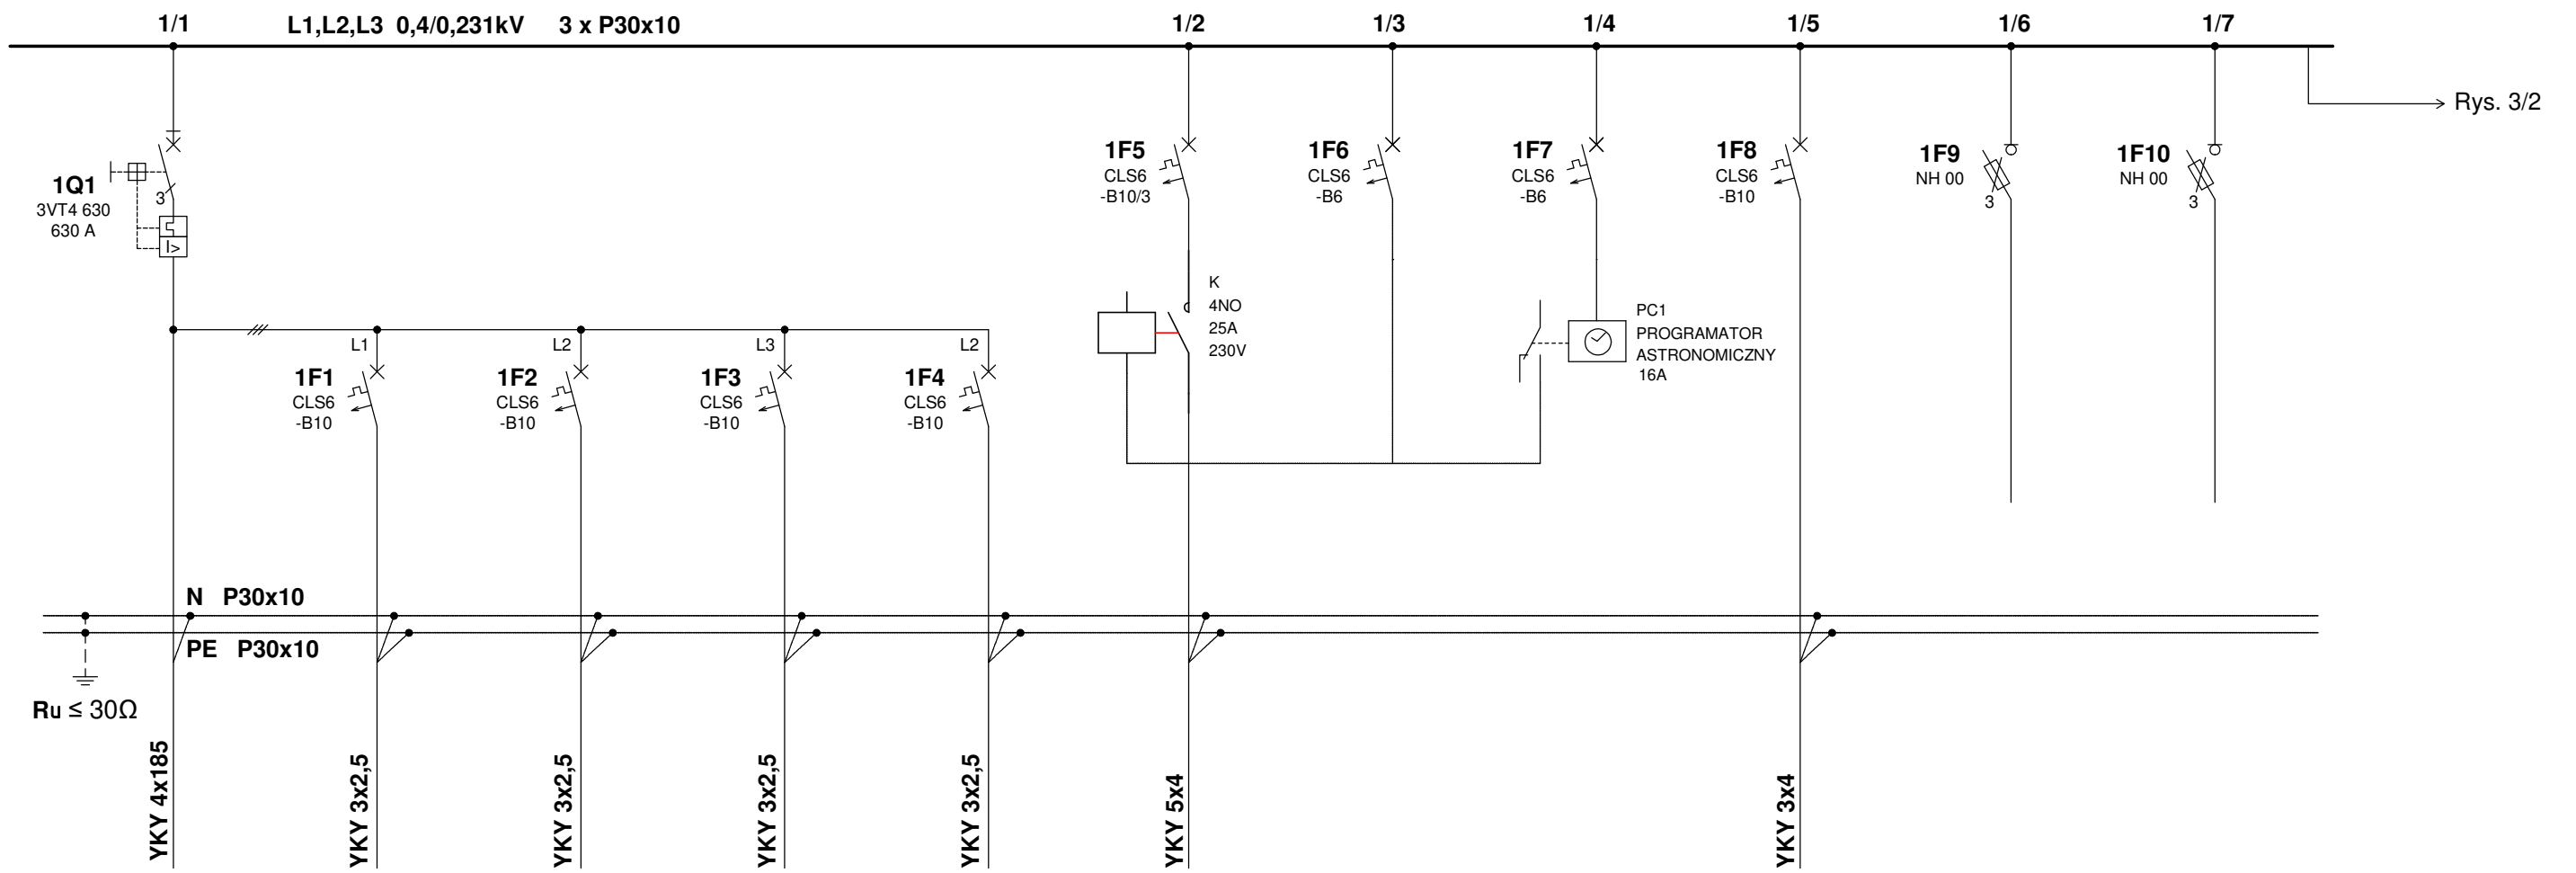 1/1
L1,L2,L3 0,4/0,231kV 3 x P30x10
1/2
1/3
1/4
1/5
1/6
1/7
Rys. 3/2
1Q1
3VT4 630
630 A
3
I>
1F5
CLS6
-B10/3
1F6
CLS6
-B6
1F7
CLS6
-B6
1F8
CLS6
-B10
1F9
NH 00
3
1F10
NH 00
3
K
4NO
25A
230V
PC1
PROGRAMATOR
ASTRONOMICZNY
16A
L1
1F1
CLS6
-B10
L2
1F2
CLS6
-B10
L3
1F3
CLS6
-B10
L2
1F4
CLS6
-B10
N P30x10
PE P30x10
Ru ≤ 30Ω
YKY 4x185
YKY 3x2,5
YKY 3x2,5
YKY 3x2,5
YKY 3x2,5
YKY 5x4
YKY 3x4